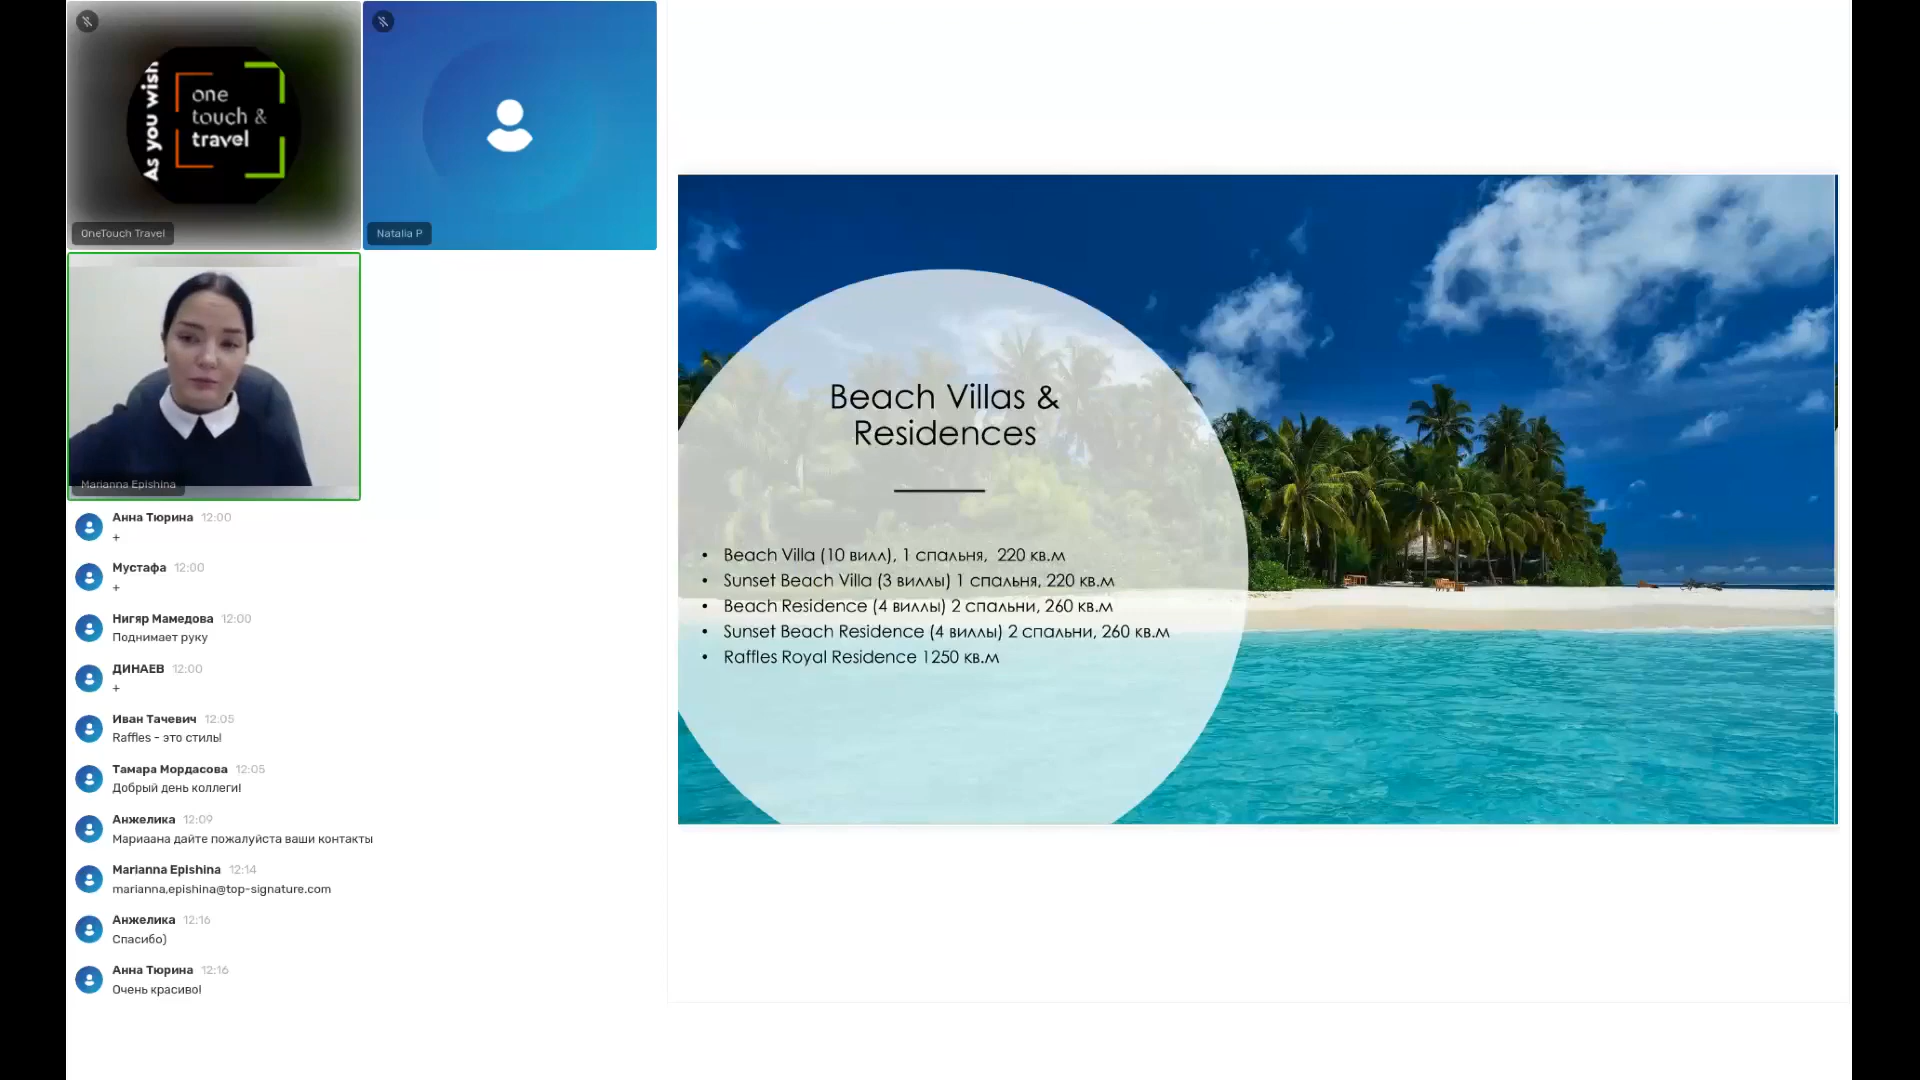 As you wish
one
touch &
travel
OneTouch Travel
Natalia P
Marianna Epishina
Анна Тюрина 12:00
+
Мустафа 12:00
+
Нигяр Мамедова 12:00
Поднимает руку
ДИНАЕВ 12:00
+
Иван Тачевич 12:05
Raffles - это стиль!
Тамара Мордасова 12:05
Добрый день коллеги!
Анжелика 12:09
Мариаана дайте пожалуйста ваши контакты
Marianna Epishina 12:14
marianna.epishina@top-signature.com
Анжелика 12:16
Спасибо)
Анна Тюрина 12:16
Очень красиво!
Beach Villas &
Residences
• Beach Villa (10 вилл), 1 спальня, 220 кв.м
• Sunset Beach Villa (3 виллы) 1 спальня, 220 кв.м
• Beach Residence (4 виллы) 2 спальни, 260 кв.м
• Sunset Beach Residence (4 виллы) 2 спальни, 260 кв.м
• Raffles Royal Residence 1250 кв.м